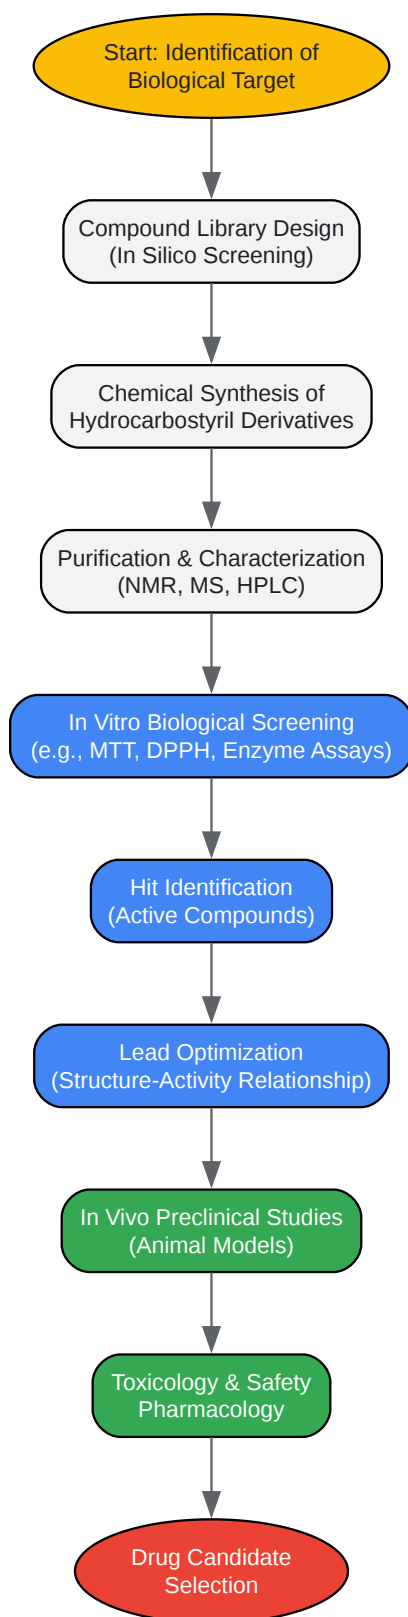 Start: Identification of
Biological Target
Compound Library Design
(In Silico Screening)
Chemical Synthesis of
Hydrocarbostyril Derivatives
Purification & Characterization
(NMR, MS, HPLC)
In Vitro Biological Screening
(e.g., MTT, DPPH, Enzyme Assays)
Hit Identification
(Active Compounds)
Lead Optimization
(Structure-Activity Relationship)
In Vivo Preclinical Studies
(Animal Models)
Toxicology & Safety
Pharmacology
Drug Candidate
Selection